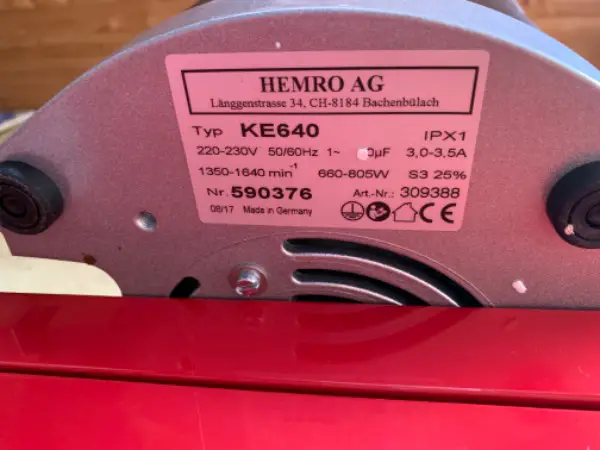 HEMRO AG
Länggenstrasse 34, CH-8184 Bachenbülach
Typ KE640 IPX1
220-230V 50/60Hz 1~ 0µF 3,0-3,5A
1350-1640 min⁻¹ 660-805W S3 25%
Nr. 590376 Art.-Nr.: 309388
08/17 Made in Germany CE